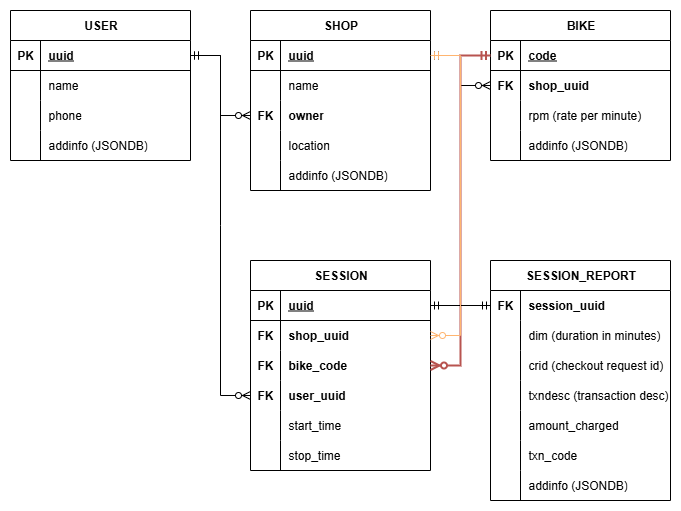 USER
PK uuid
name
phone
addinfo (JSONDB)
SHOP
PK uuid
name
FK owner
location
addinfo (JSONDB)
BIKE
PK code
FK shop_uuid
rpm (rate per minute)
addinfo (JSONDB)
SESSION
PK uuid
FK shop_uuid
FK bike_code
FK user_uuid
start_time
stop_time
SESSION_REPORT
FK session_uuid
dim (duration in minutes)
crid (checkout request id)
txndesc (transaction desc)
amount_charged
txn_code
addinfo (JSONDB)